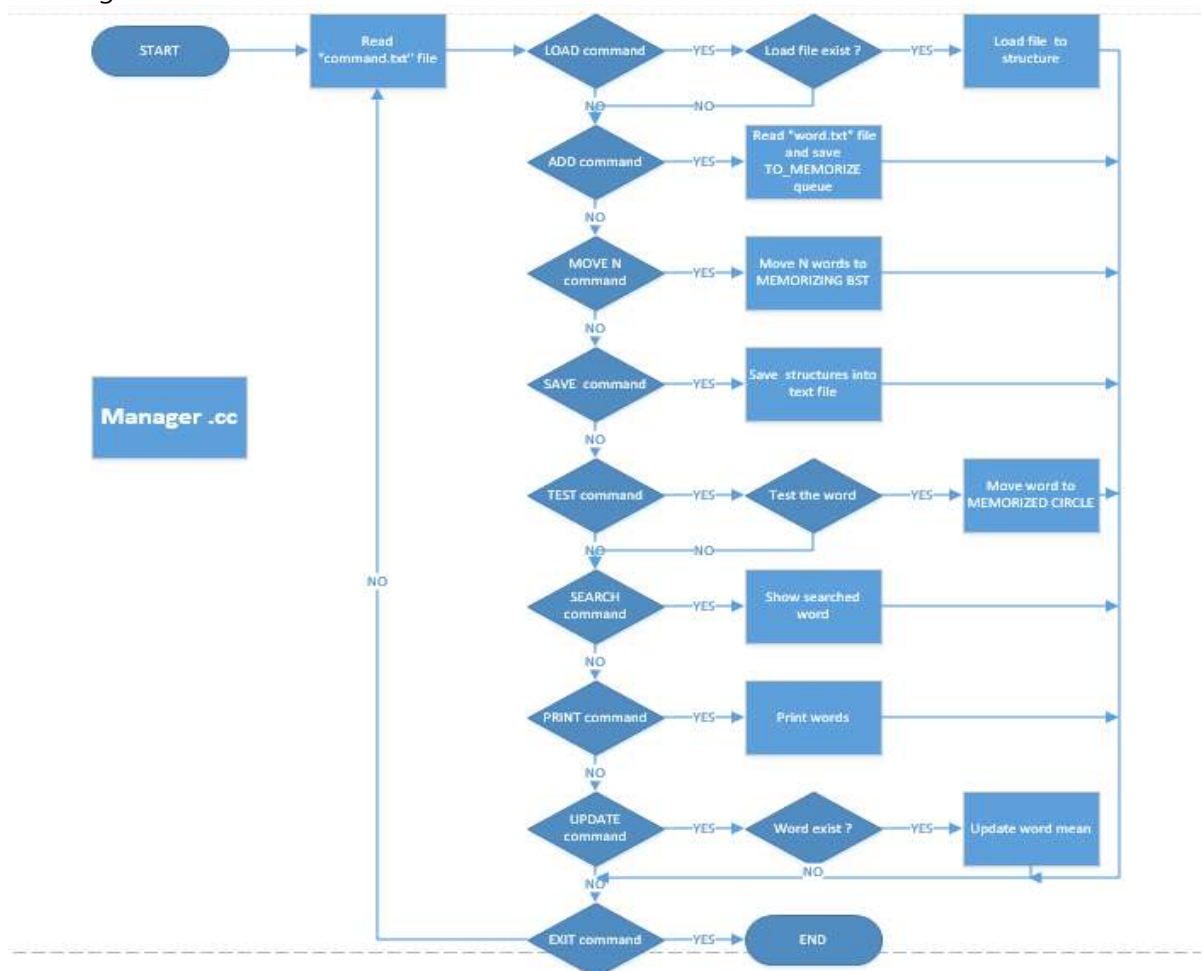 START
Read
"command.txt" file
LOAD command
YES
Load file exist ?
YES
Load file to
structure
NO
NO
ADD command
YES
Read "word.txt" file
and save
TO_MEMORIZE
queue
NO
MOVE N
command
YES
Move N words to
MEMORIZING BST
NO
Manager .cc
SAVE command
YES
Save structures into
text file
NO
TEST command
YES
Test the word
YES
Move word to
MEMORIZED CIRCLE
NO
NO
NO
SEARCH
command
YES
Show searched
word
NO
PRINT command
YES
Print words
NO
UPDATE
command
YES
Word exist ?
YES
Update word mean
NO
NO
EXIT command
YES
END